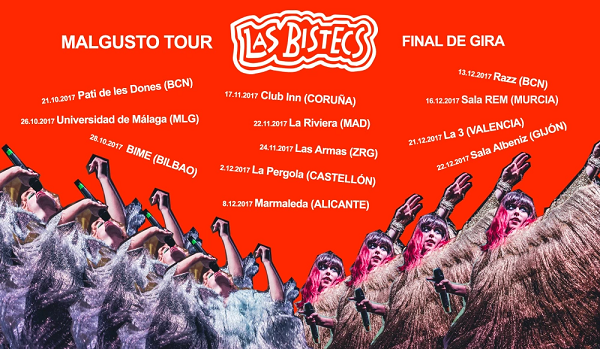 MALGUSTO TOUR
LAS BISTECS
FINAL DE GIRA
21.10.2017 Pati de les Dones (BCN)
26.10.2017 Universidad de Málaga (MLG)
28.10.2017 BIME (BILBAO)
17.11.2017 Club Inn (CORUÑA)
22.11.2017 La Riviera (MAD)
24.11.2017 Las Armas (ZRG)
2.12.2017 La Pergola (CASTELLÓN)
8.12.2017 Marmaleda (ALICANTE)
13.12.2017 Razz (BCN)
16.12.2017 Sala REM (MURCIA)
21.12.2017 La 3 (VALENCIA)
22.12.2017 Sala Albeniz (GIJÓN)